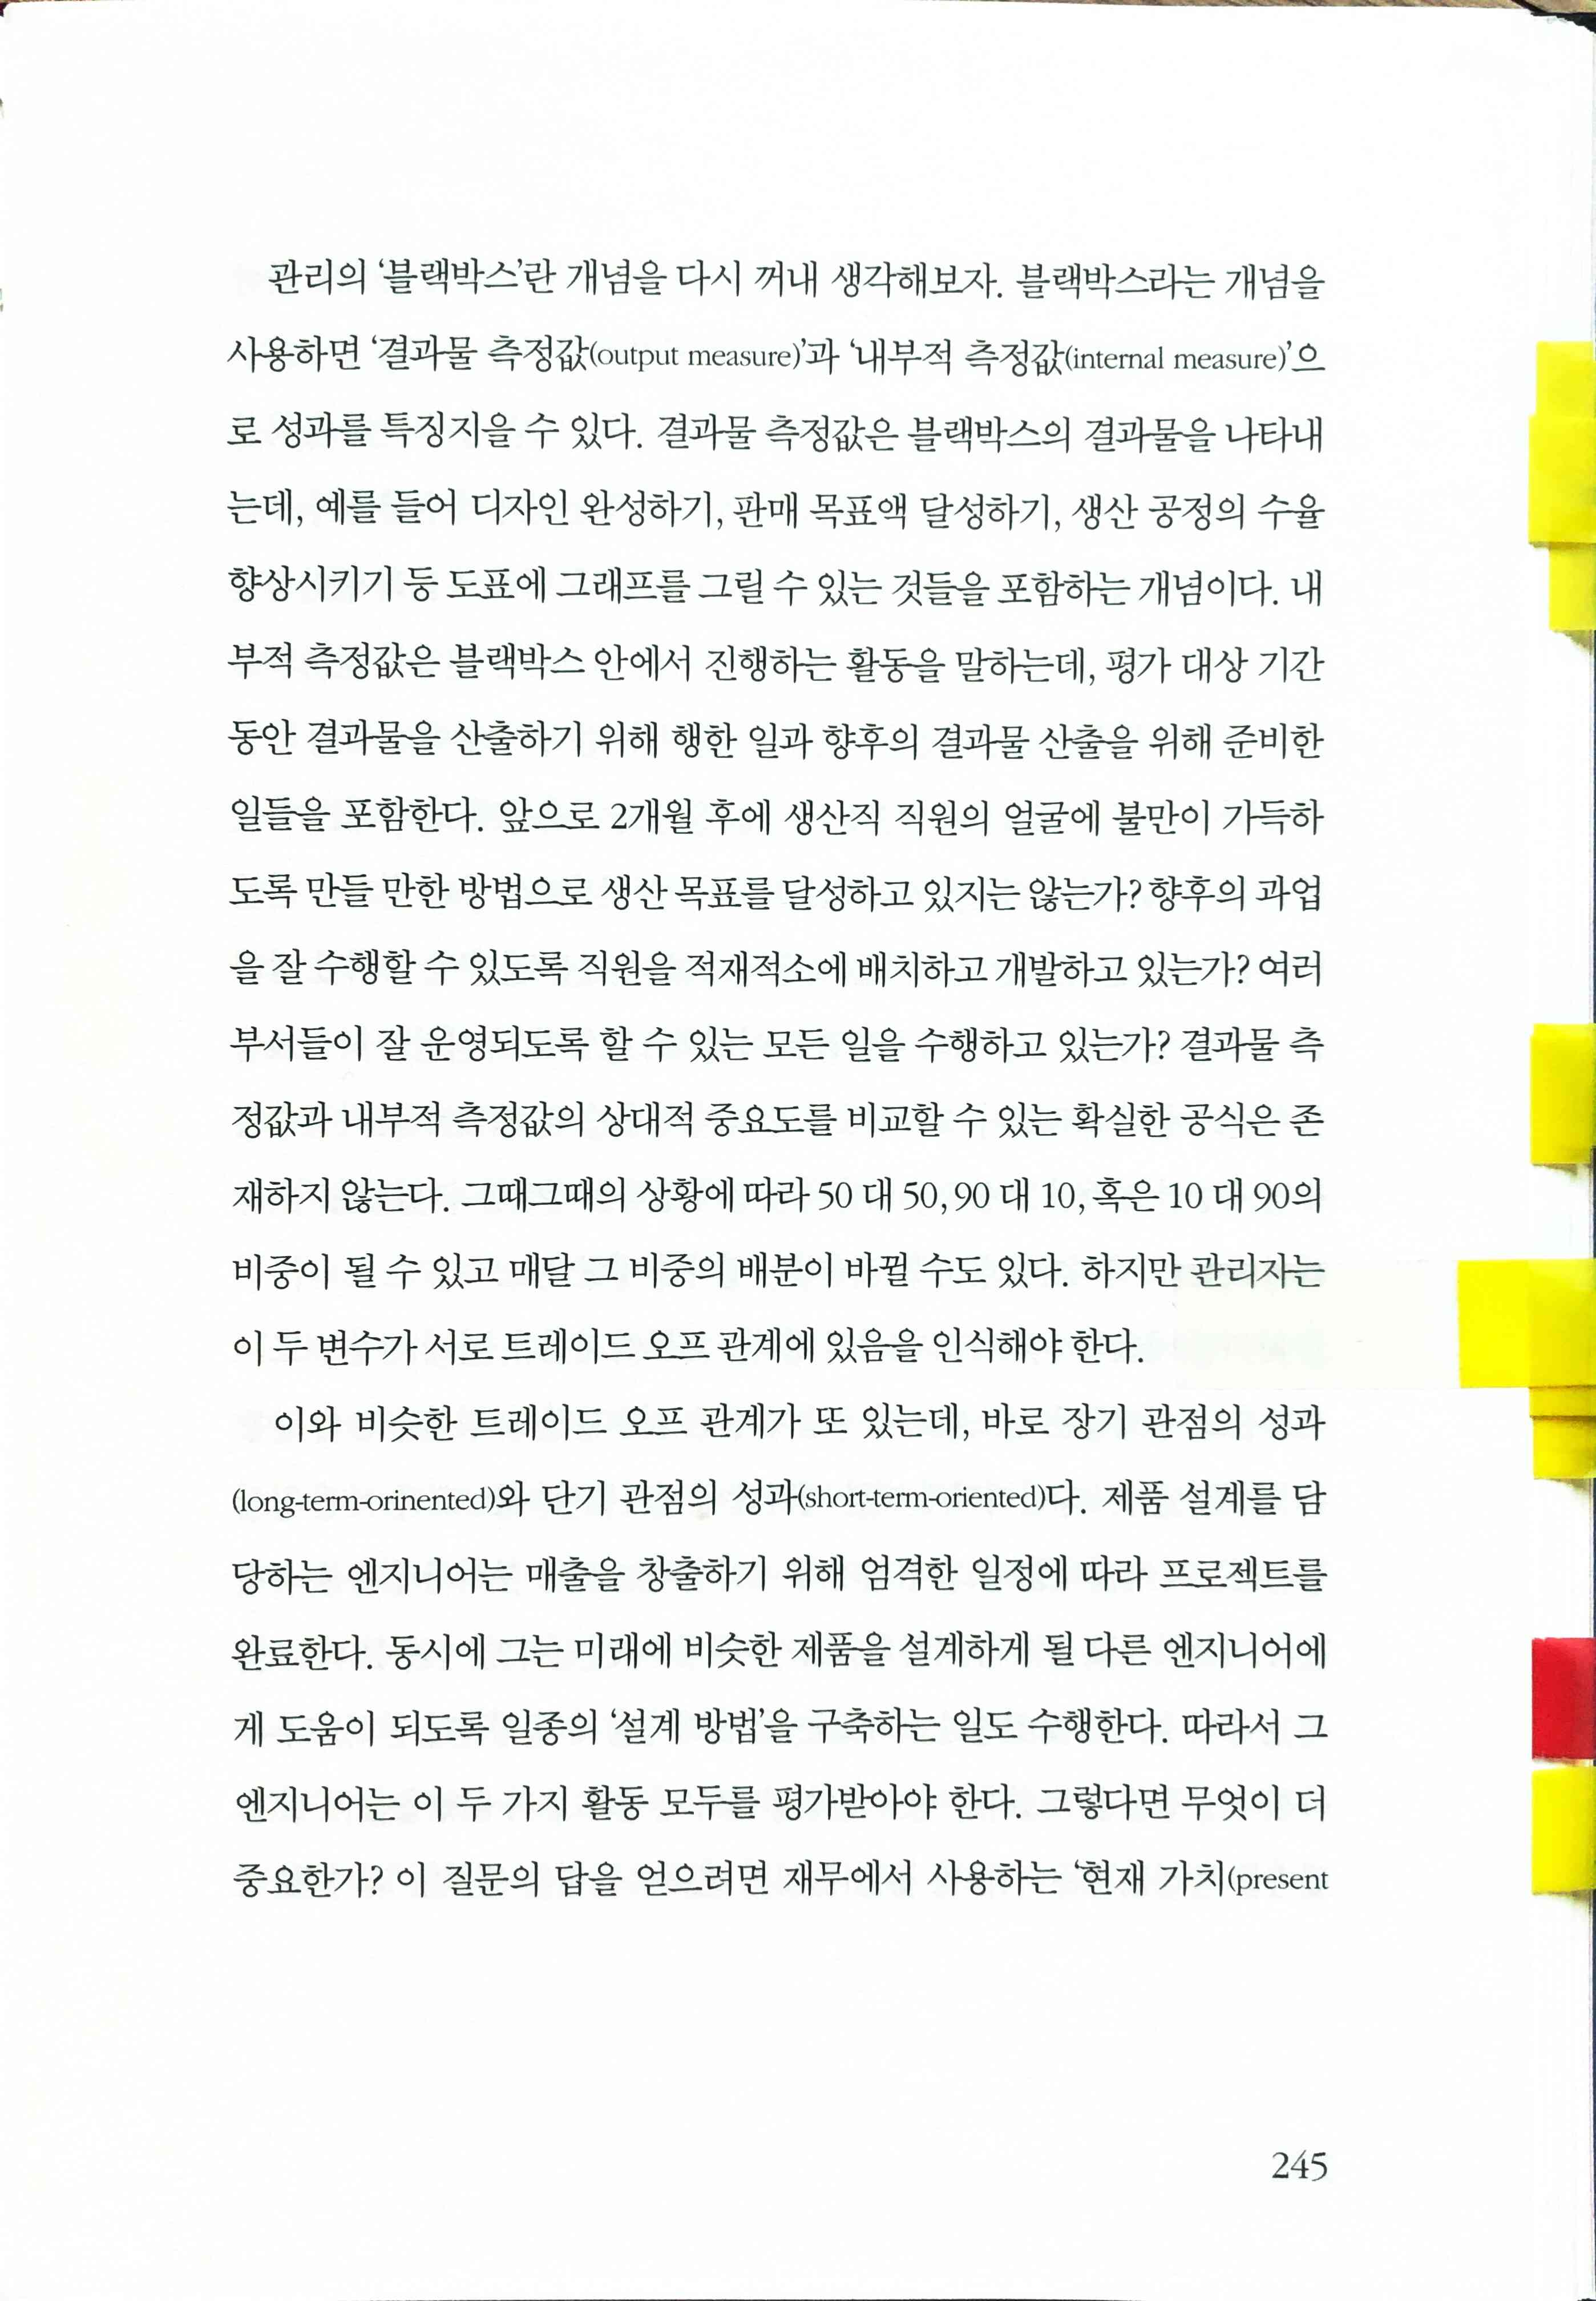 관리의 ‘블랙박스’란 개념을 다시 꺼내 생각해보자. 블랙박스라는 개념을
사용하면 ‘결과물 측정값(output measure)’과 ‘내부적 측정값(internal measure)’으
로 성과를 특징지을 수 있다. 결과물 측정값은 블랙박스의 결과물을 나타내
는데, 예를 들어 디자인 완성하기, 판매 목표액 달성하기, 생산 공정의 수율
향상시키기 등 도표에 그래프를 그릴 수 있는 것들을 포함하는 개념이다. 내
부적 측정값은 블랙박스 안에서 진행하는 활동을 말하는데, 평가 대상 기간
동안 결과물을 산출하기 위해 행한 일과 향후의 결과물 산출을 위해 준비한
일들을 포함한다. 앞으로 2개월 후에 생산직 직원의 얼굴에 불만이 가득하
도록 만들 만한 방법으로 생산 목표를 달성하고 있지는 않는가? 향후의 과업
을 잘 수행할 수 있도록 직원을 적재적소에 배치하고 개발하고 있는가? 여러
부서들이 잘 운영되도록 할 수 있는 모든 일을 수행하고 있는가? 결과물 측
정값과 내부적 측정값의 상대적 중요도를 비교할 수 있는 확실한 공식은 존
재하지 않는다. 그때그때의 상황에 따라 50 대 50, 90 대 10, 혹은 10 대 90의
비중이 될 수 있고 매달 그 비중의 배분이 바뀔 수도 있다. 하지만 관리자는
이 두 변수가 서로 트레이드 오프 관계에 있음을 인식해야 한다.
이와 비슷한 트레이드 오프 관계가 또 있는데, 바로 장기 관점의 성과
(long-term-orinented)와 단기 관점의 성과(short-term-oriented)다. 제품 설계를 담
당하는 엔지니어는 매출을 창출하기 위해 엄격한 일정에 따라 프로젝트를
완료한다. 동시에 그는 미래에 비슷한 제품을 설계하게 될 다른 엔지니어에
게 도움이 되도록 일종의 ‘설계 방법’을 구축하는 일도 수행한다. 따라서 그
엔지니어는 이 두 가지 활동 모두를 평가받아야 한다. 그렇다면 무엇이 더
중요한가? 이 질문의 답을 얻으려면 재무에서 사용하는 ‘현재 가치(present
245